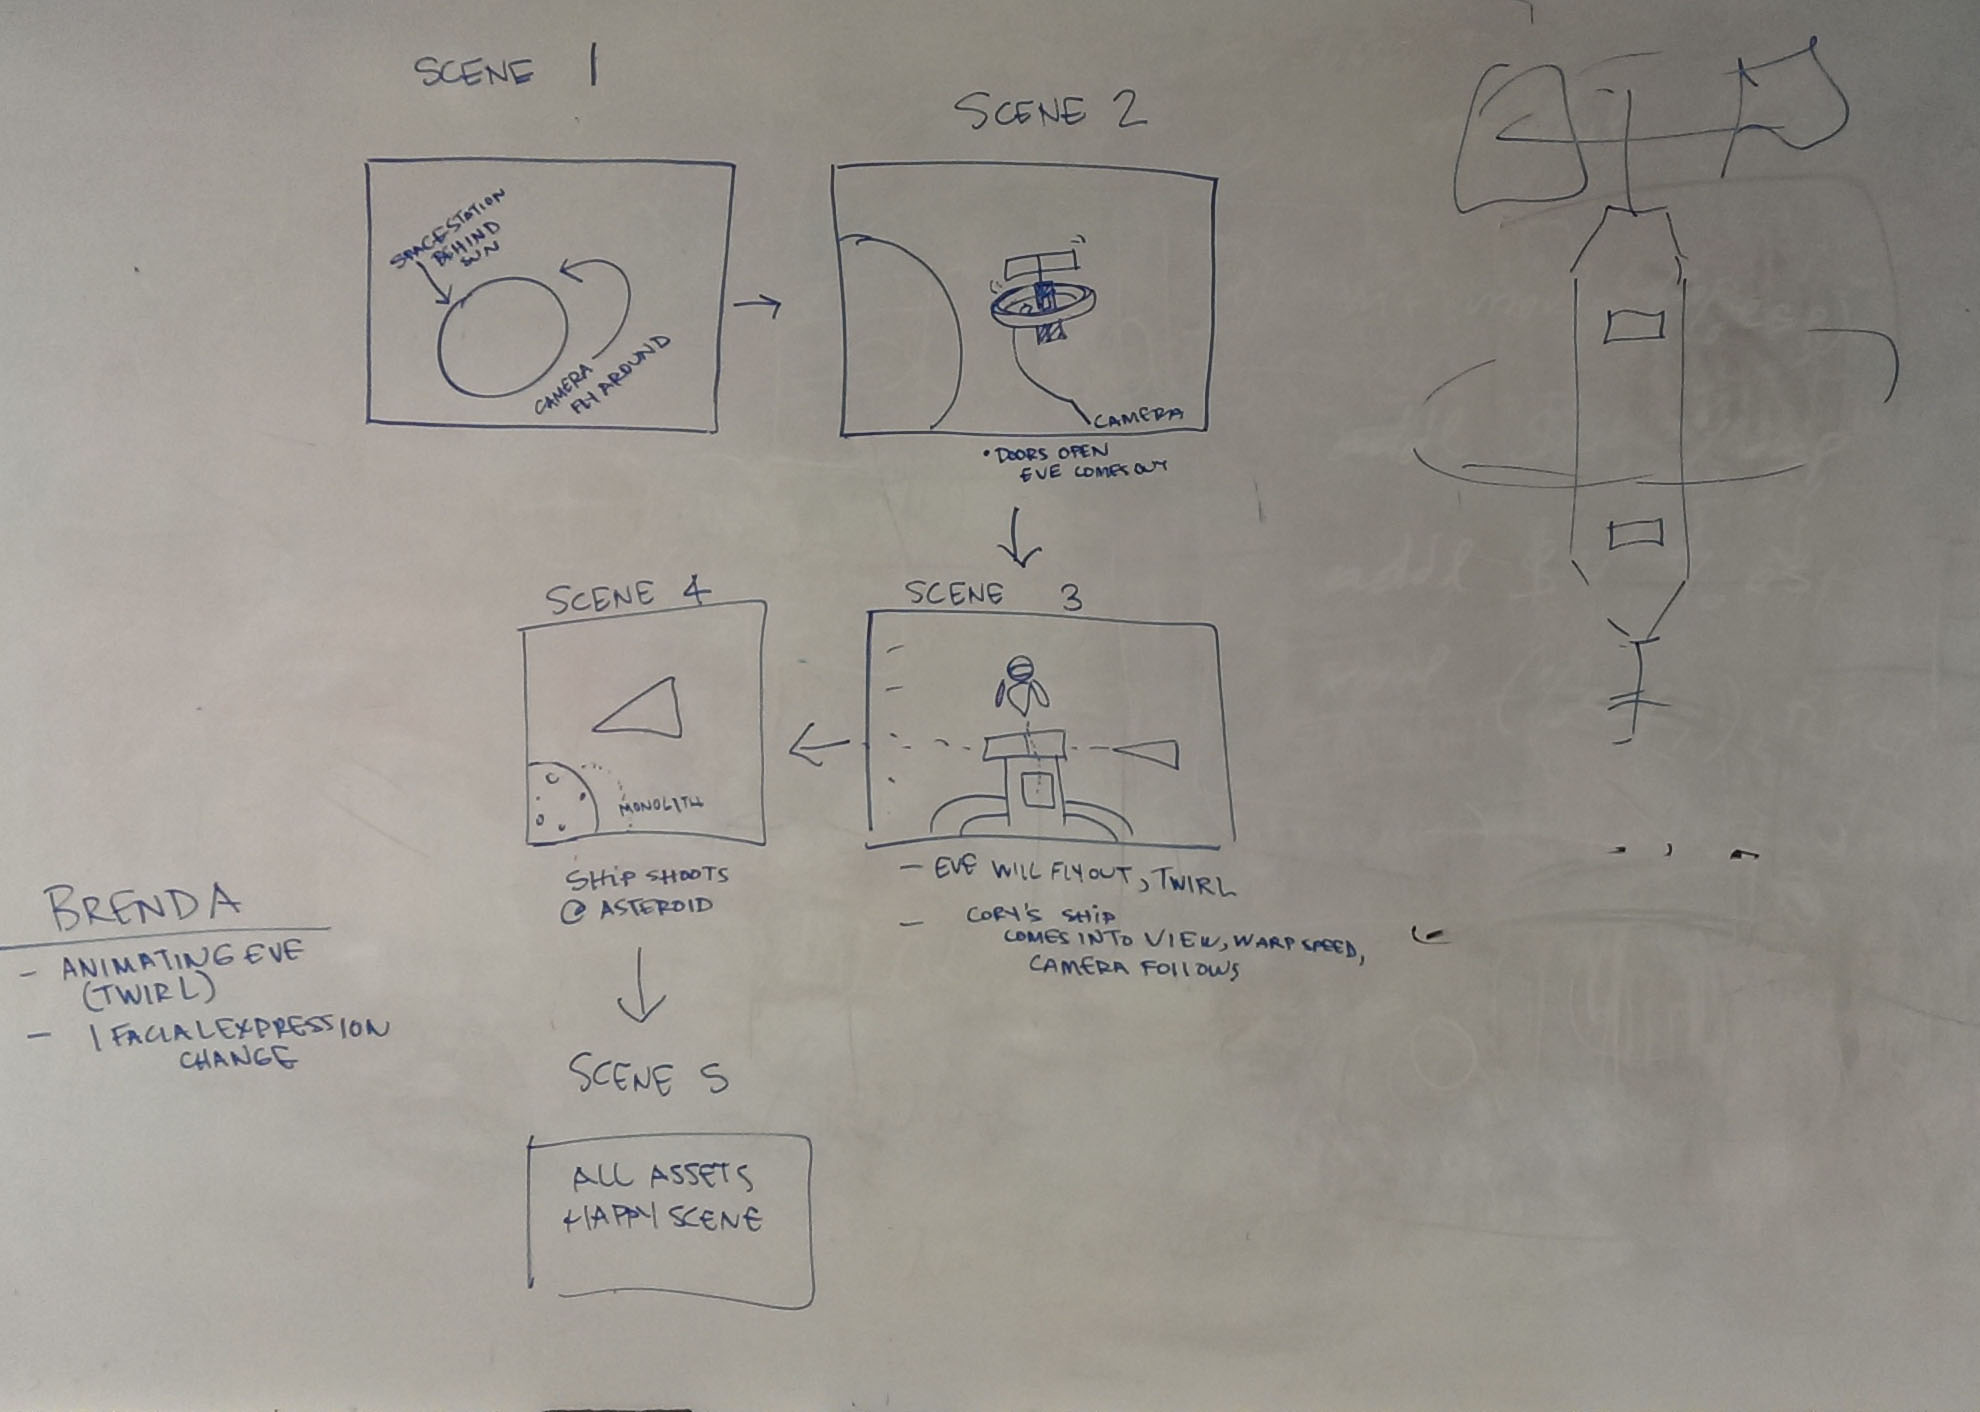 SCENE 1
SPACESTATION
BEHIND
SUN
CAMERA
FLY AROUND
SCENE 2
CAMERA
• DOORS OPEN
EVE COMES OUT
SCENE 3
- EVE WILL FLY OUT, TWIRL
- CORY'S SHIP
COMES INTO VIEW, WARP SPEED,
CAMERA FOLLOWS
SCENE 4
MONOLITH
SHIP SHOOTS
@ ASTEROID
SCENE 5
ALL ASSETS
HAPPY SCENE
BRENDA
- ANIMATING EVE
(TWIRL)
- 1 FACIAL EXPRESSION
CHANGE